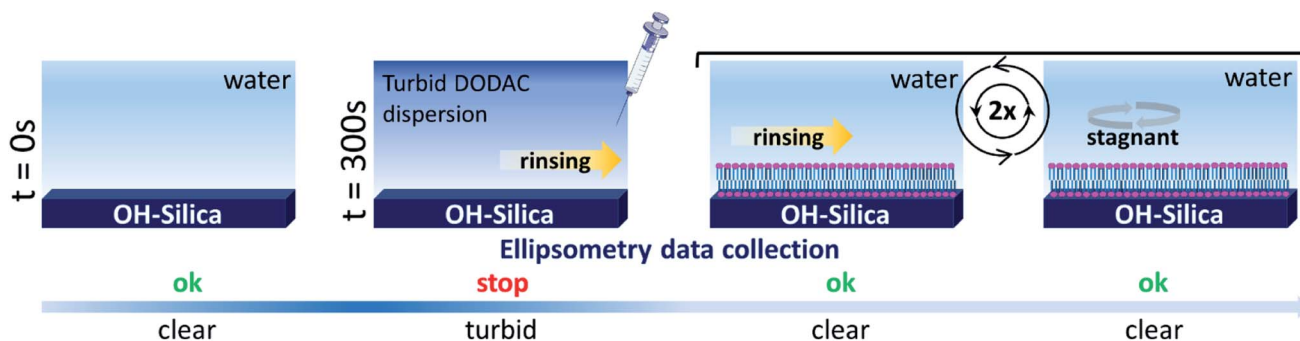 t = 0s
water
OH-Silica
t = 300s
Turbid DODAC
dispersion
rinsing
OH-Silica
water
rinsing
OH-Silica
2x
water
stagnant
OH-Silica
Ellipsometry data collection
ok
stop
ok
ok
clear
turbid
clear
clear